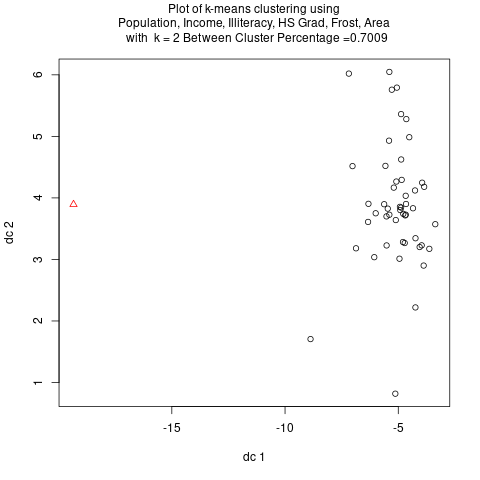 Plot of k-means clustering using
Population, Income, Illiteracy, HS Grad, Frost, Area
with k = 2 Between Cluster Percentage =0.7009
6
5
4
3
2
1
dc 2
-15
-10
-5
dc 1